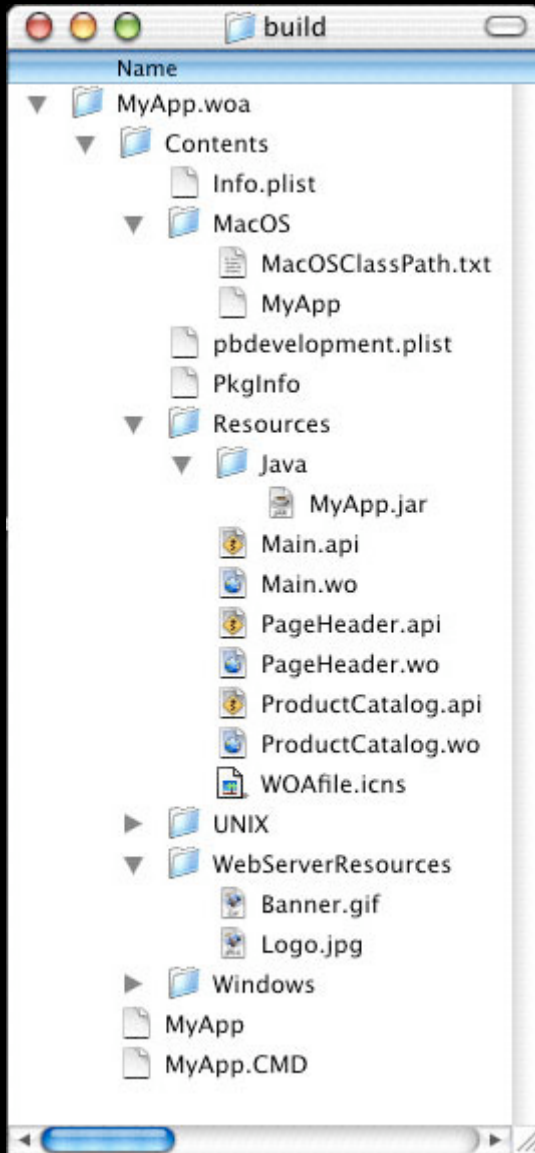 build
Name
MyApp.woa
Contents
Info.plist
MacOS
MacOSClassPath.txt
MyApp
pbdevelopment.plist
PkgInfo
Resources
Java
MyApp.jar
Main.api
Main.wo
PageHeader.api
PageHeader.wo
ProductCatalog.api
ProductCatalog.wo
WOAfile.icns
UNIX
WebServerResources
Banner.gif
Logo.jpg
Windows
MyApp
MyApp.CMD